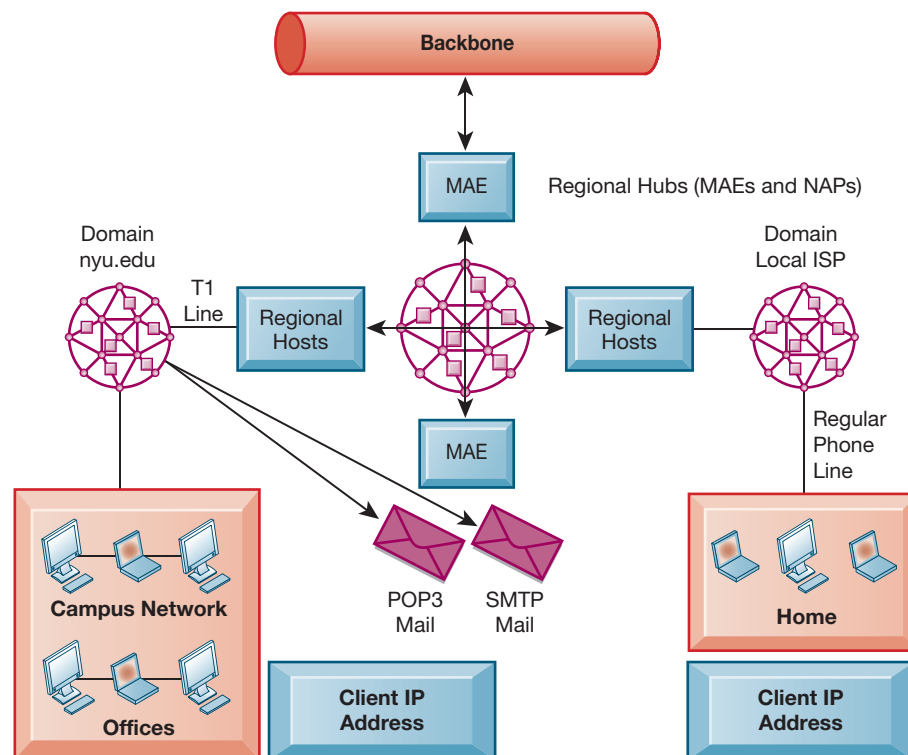 Backbone
MAE
Regional Hubs (MAEs and NAPs)
Domain
nyu.edu
T1
Line
Regional
Hosts
Regional
Hosts
Domain
Local ISP
MAE
Regular
Phone
Line
Campus Network
Offices
POP3
Mail
SMTP
Mail
Home
Client IP
Address
Client IP
Address